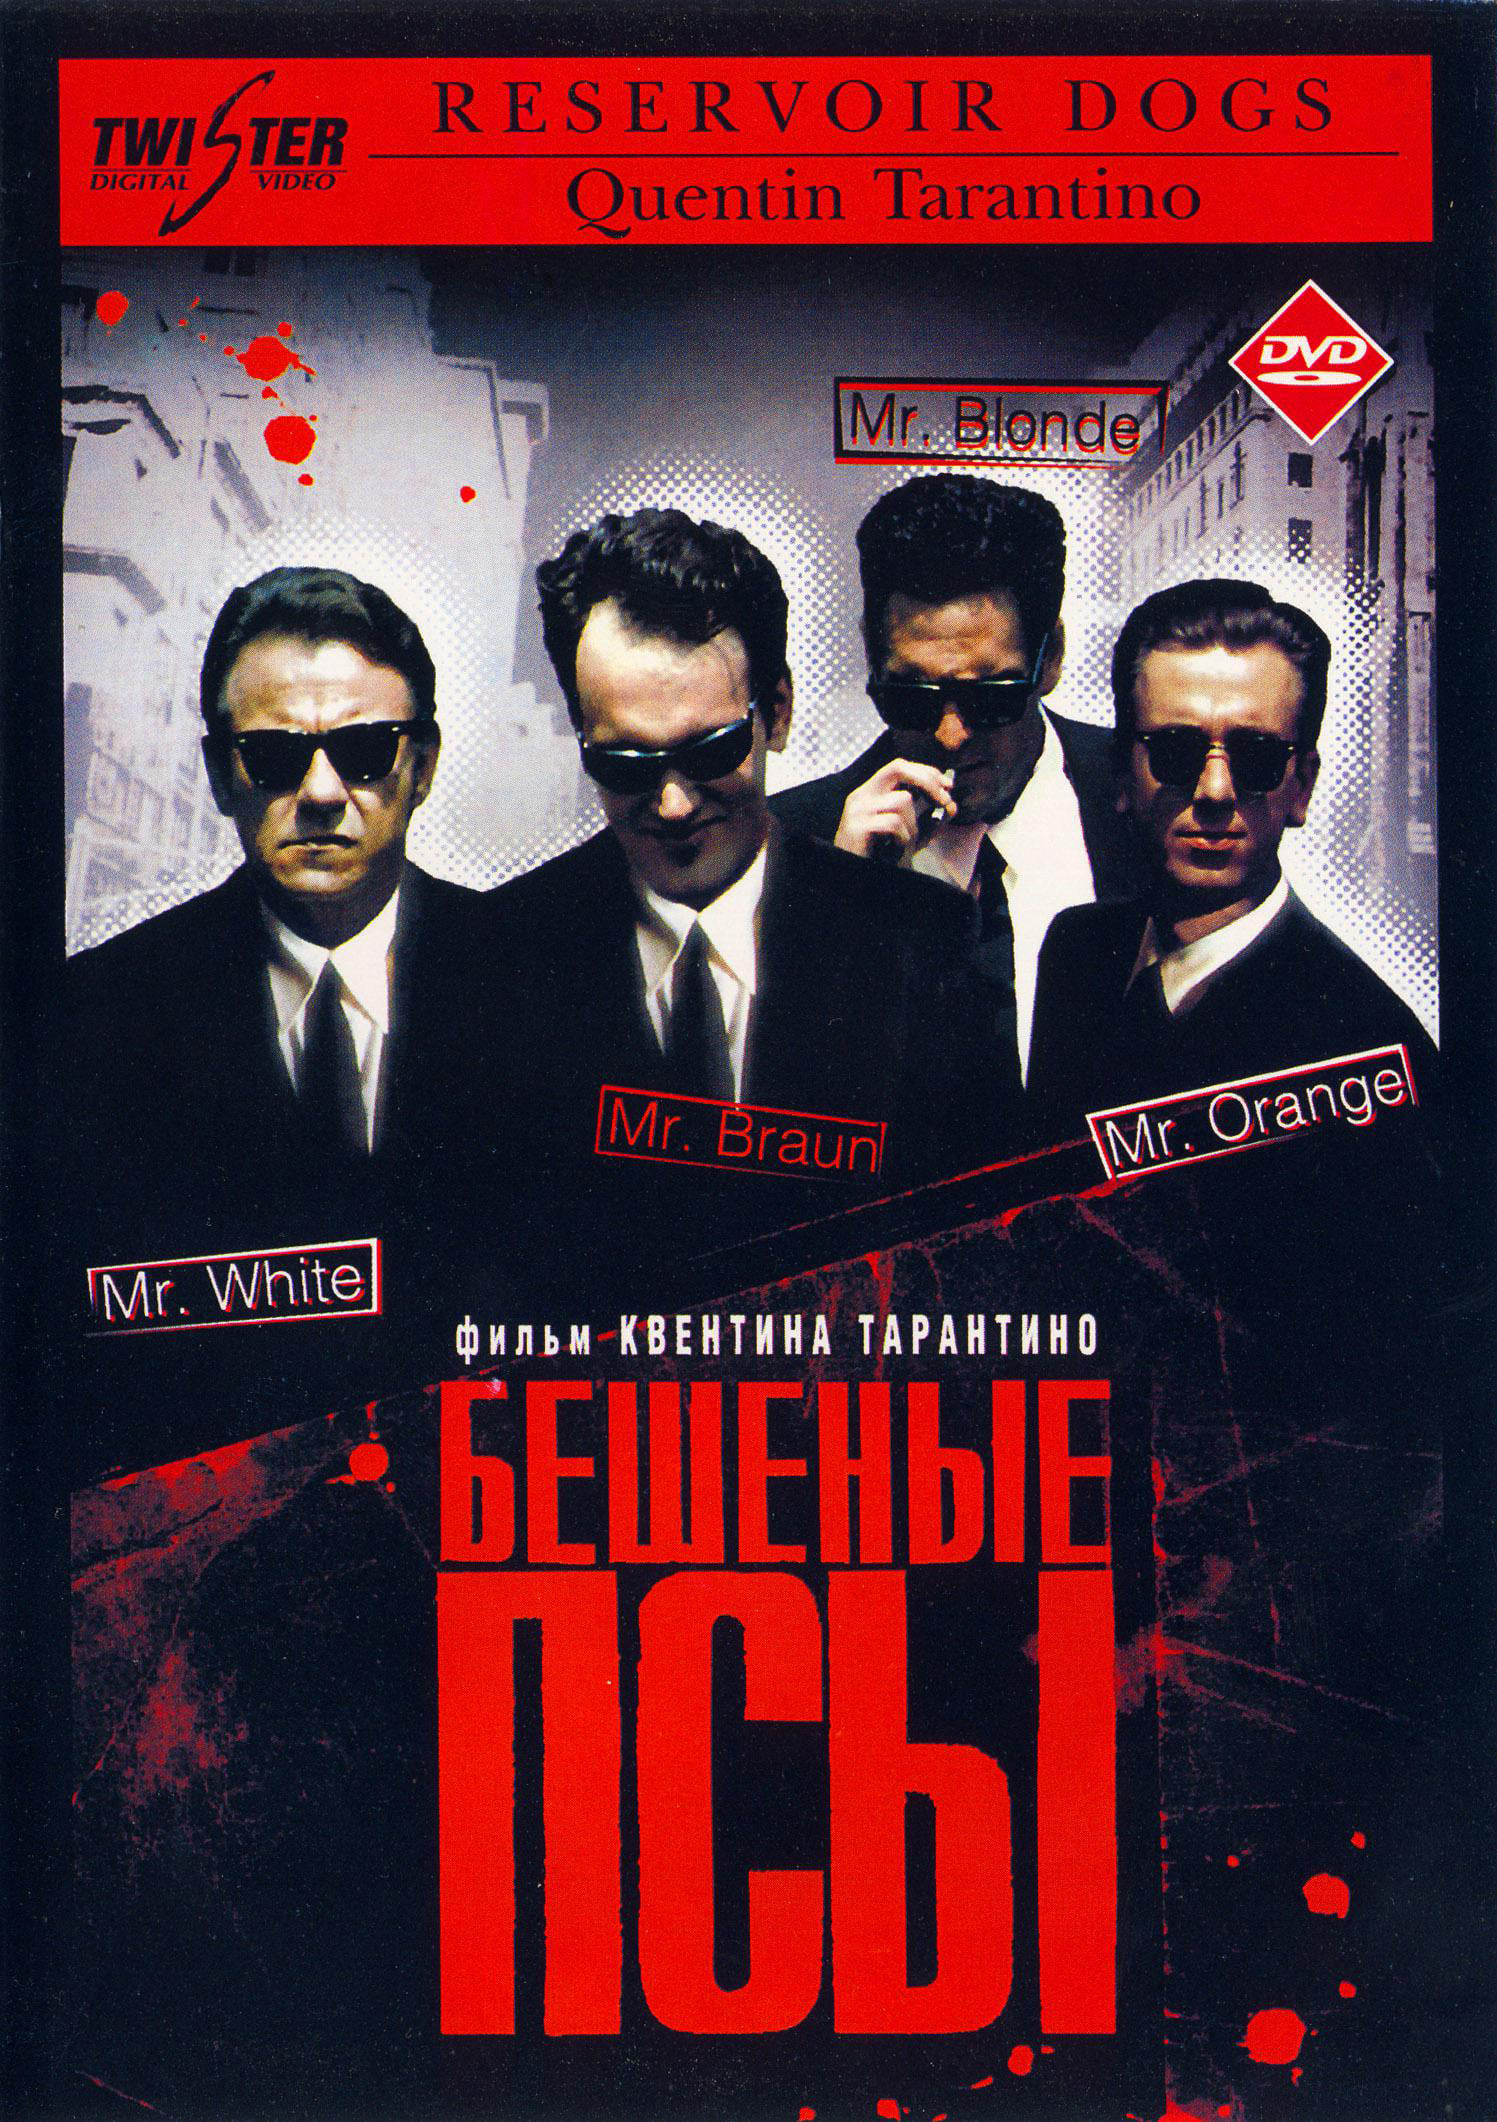 RESERVOIR DOGS
TWISTER
DIGITAL VIDEO
Quentin Tarantino
DVD
Mr. Blonde
Mr. Orange
Mr. Braun
Mr. White
фильм КВЕНТИНА ТАРАНТИНО
БЕШЕНЫЕ
ПСЫ